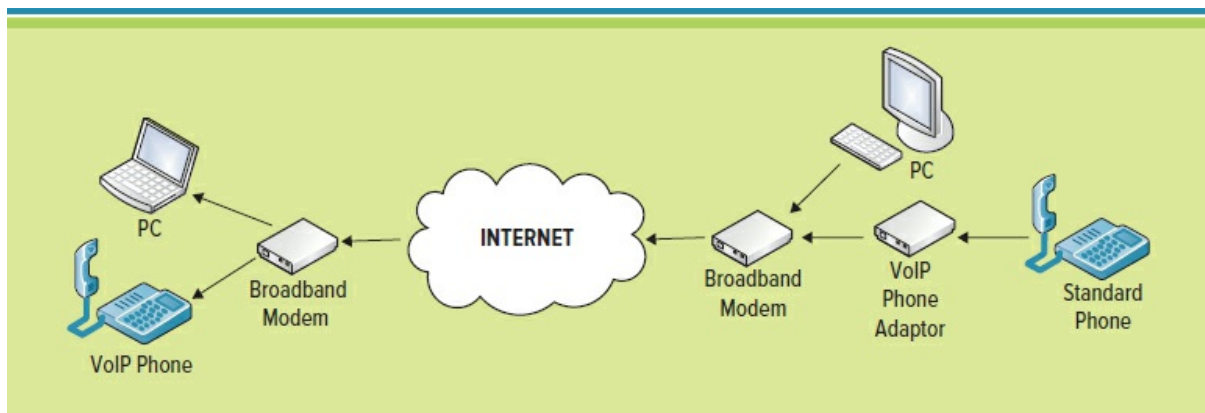 PC
VoIP Phone
Broadband
Modem
INTERNET
Broadband
Modem
PC
VoIP
Phone
Adaptor
Standard
Phone